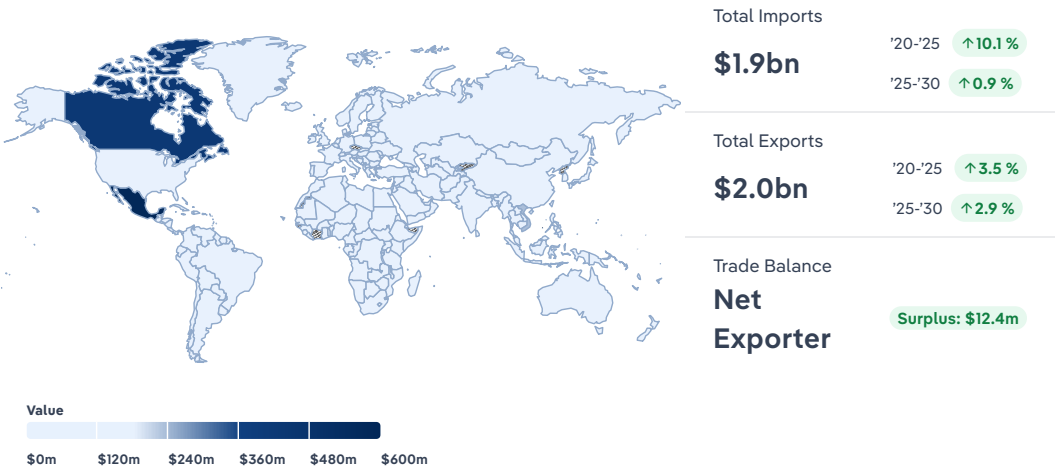 Total Imports
$1.9bn
’20-’25 ↑10.1 %
’25-’30 ↑0.9 %
Total Exports
$2.0bn
’20-’25 ↑3.5 %
’25-’30 ↑2.9 %
Trade Balance
Net
Exporter
Surplus: $12.4m
Value
$0m $120m $240m $360m $480m $600m